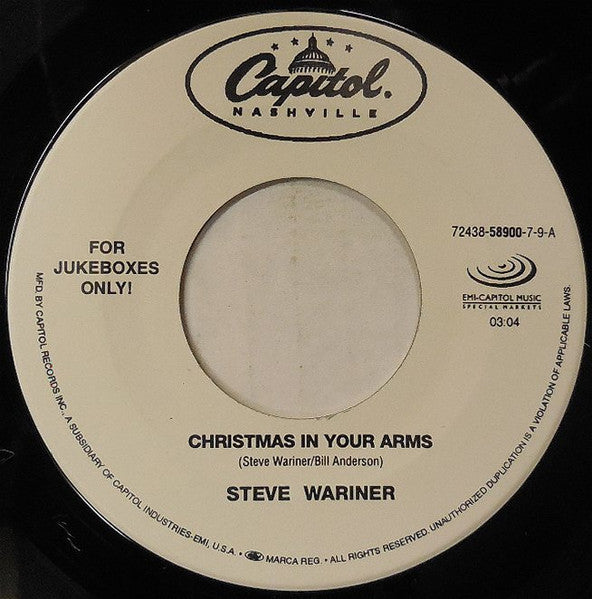 Capitol.
NASHVILLE
FOR
JUKEBOXES
ONLY!
72438-58900-7-9-A
EMI-CAPITOL MUSIC
SPECIAL MARKETS
03:04
CHRISTMAS IN YOUR ARMS
(Steve Wariner/Bill Anderson)
STEVE WARINER
MFD. BY CAPITOL RECORDS INC., A SUBSIDIARY OF CAPITOL INDUSTRIES-EMI, U.S.A. • MARCA REG. • ALL RIGHTS RESERVED. UNAUTHORIZED DUPLICATION IS A VIOLATION OF APPLICABLE LAWS.